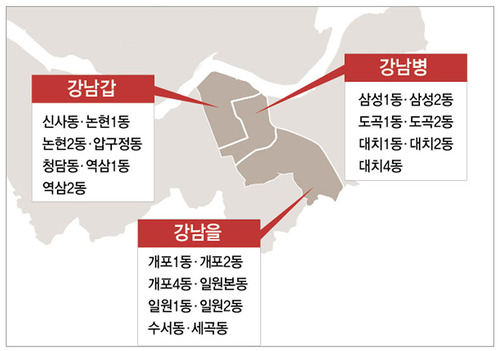 강남갑
신사동·논현1동
논현2동·압구정동
청담동·역삼1동
역삼2동
강남병
삼성1동·삼성2동
도곡1동·도곡2동
대치1동·대치2동
대치4동
강남을
개포1동·개포2동
개포4동·일원본동
일원1동·일원2동
수서동·세곡동